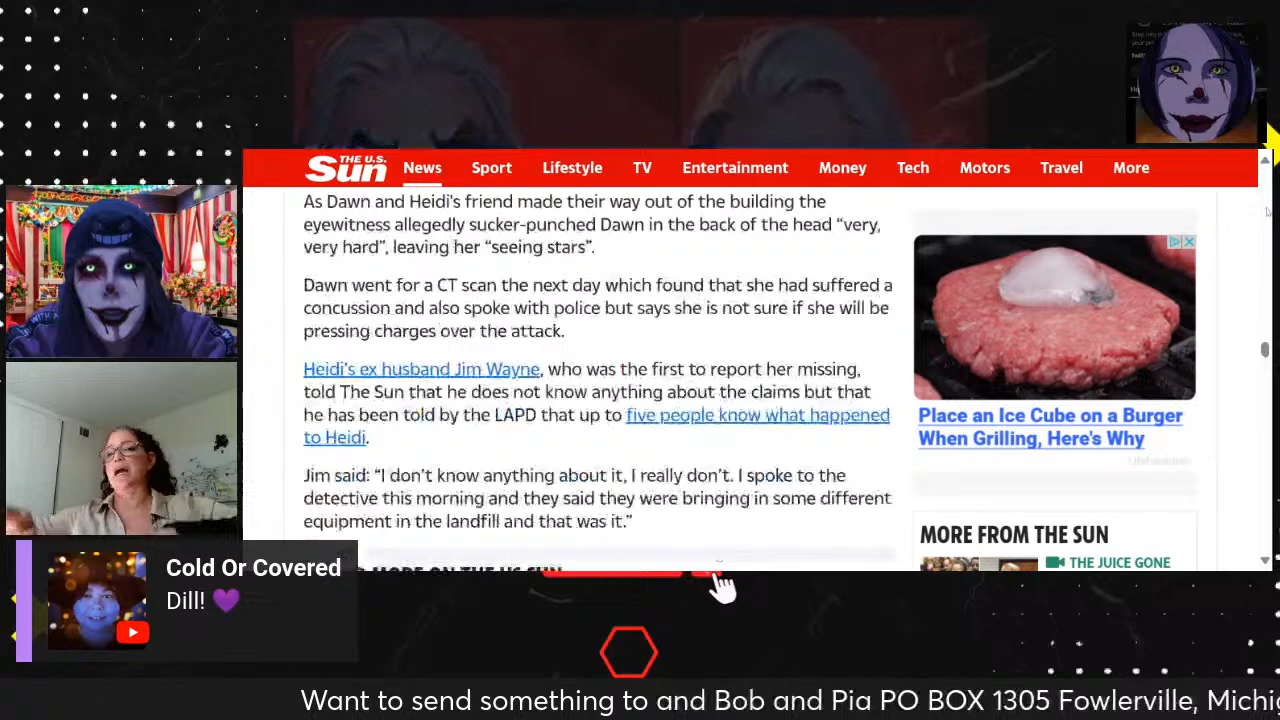 THE U.S.
Sun
News Sport Lifestyle TV Entertainment Money Tech Motors Travel More
As Dawn and Heidi's friend made their way out of the building the
eyewitness allegedly sucker-punched Dawn in the back of the head “very,
very hard”, leaving her “seeing stars”.
Dawn went for a CT scan the next day which found that she had suffered a
concussion and also spoke with police but says she is not sure if she will be
pressing charges over the attack.
Heidi's ex husband Jim Wayne, who was the first to report her missing,
told The Sun that he does not know anything about the claims but that
he has been told by the LAPD that up to five people know what happened
to Heidi.
Jim said: “I don't know anything about it, I really don't. I spoke to the
detective this morning and they said they were bringing in some different
equipment in the landfill and that was it.”
Place an Ice Cube on a Burger
When Grilling, Here's Why
MORE FROM THE SUN
THE JUICE GONE
Cold Or Covered
Dill! 💜
Want to send something to and Bob and Pia PO BOX 1305 Fowlerville, Michi